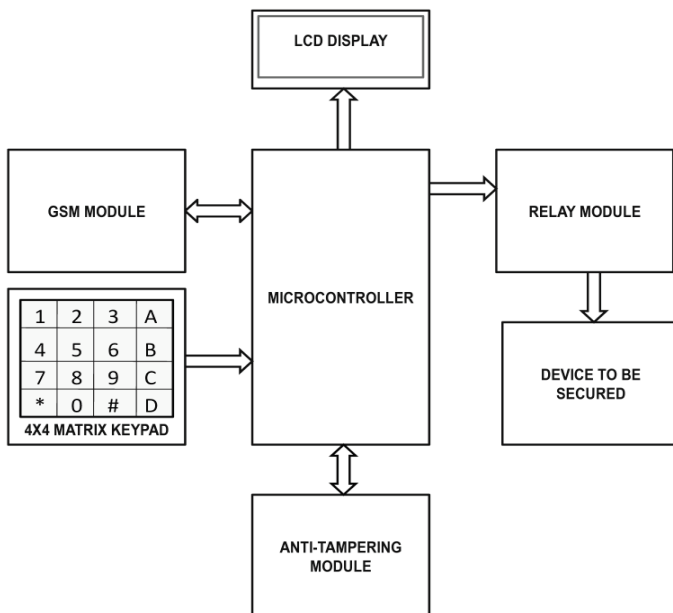 LCD DISPLAY
GSM MODULE
MICROCONTROLLER
RELAY MODULE
1 2 3 A
4 5 6 B
7 8 9 C
* 0 # D
4X4 MATRIX KEYPAD
DEVICE TO BE
SECURED
ANTI-TAMPERING
MODULE